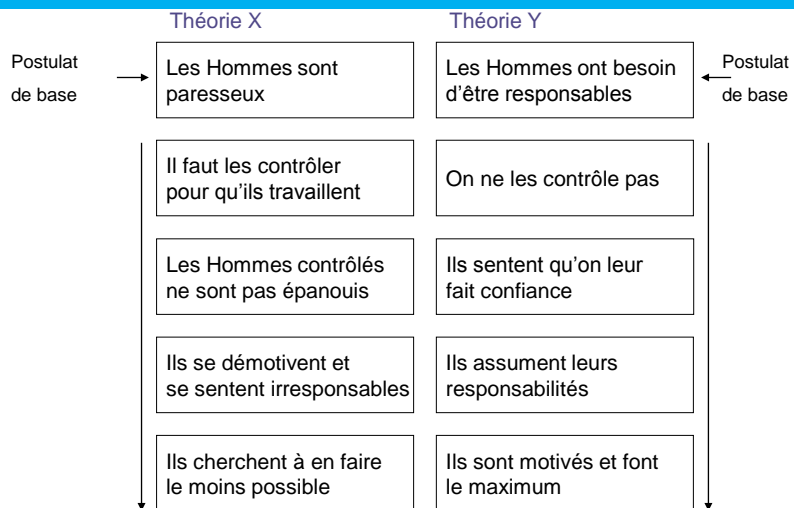 Théorie X
Théorie Y
Postulat
de base
Les Hommes sont
paresseux
Les Hommes ont besoin
d’être responsables
Postulat
de base
Il faut les contrôler
pour qu’ils travaillent
On ne les contrôle pas
Les Hommes contrôlés
ne sont pas épanouis
Ils sentent qu’on leur
fait confiance
Ils se démotivent et
se sentent irresponsables
Ils assument leurs
responsabilités
Ils cherchent à en faire
le moins possible
Ils sont motivés et font
le maximum